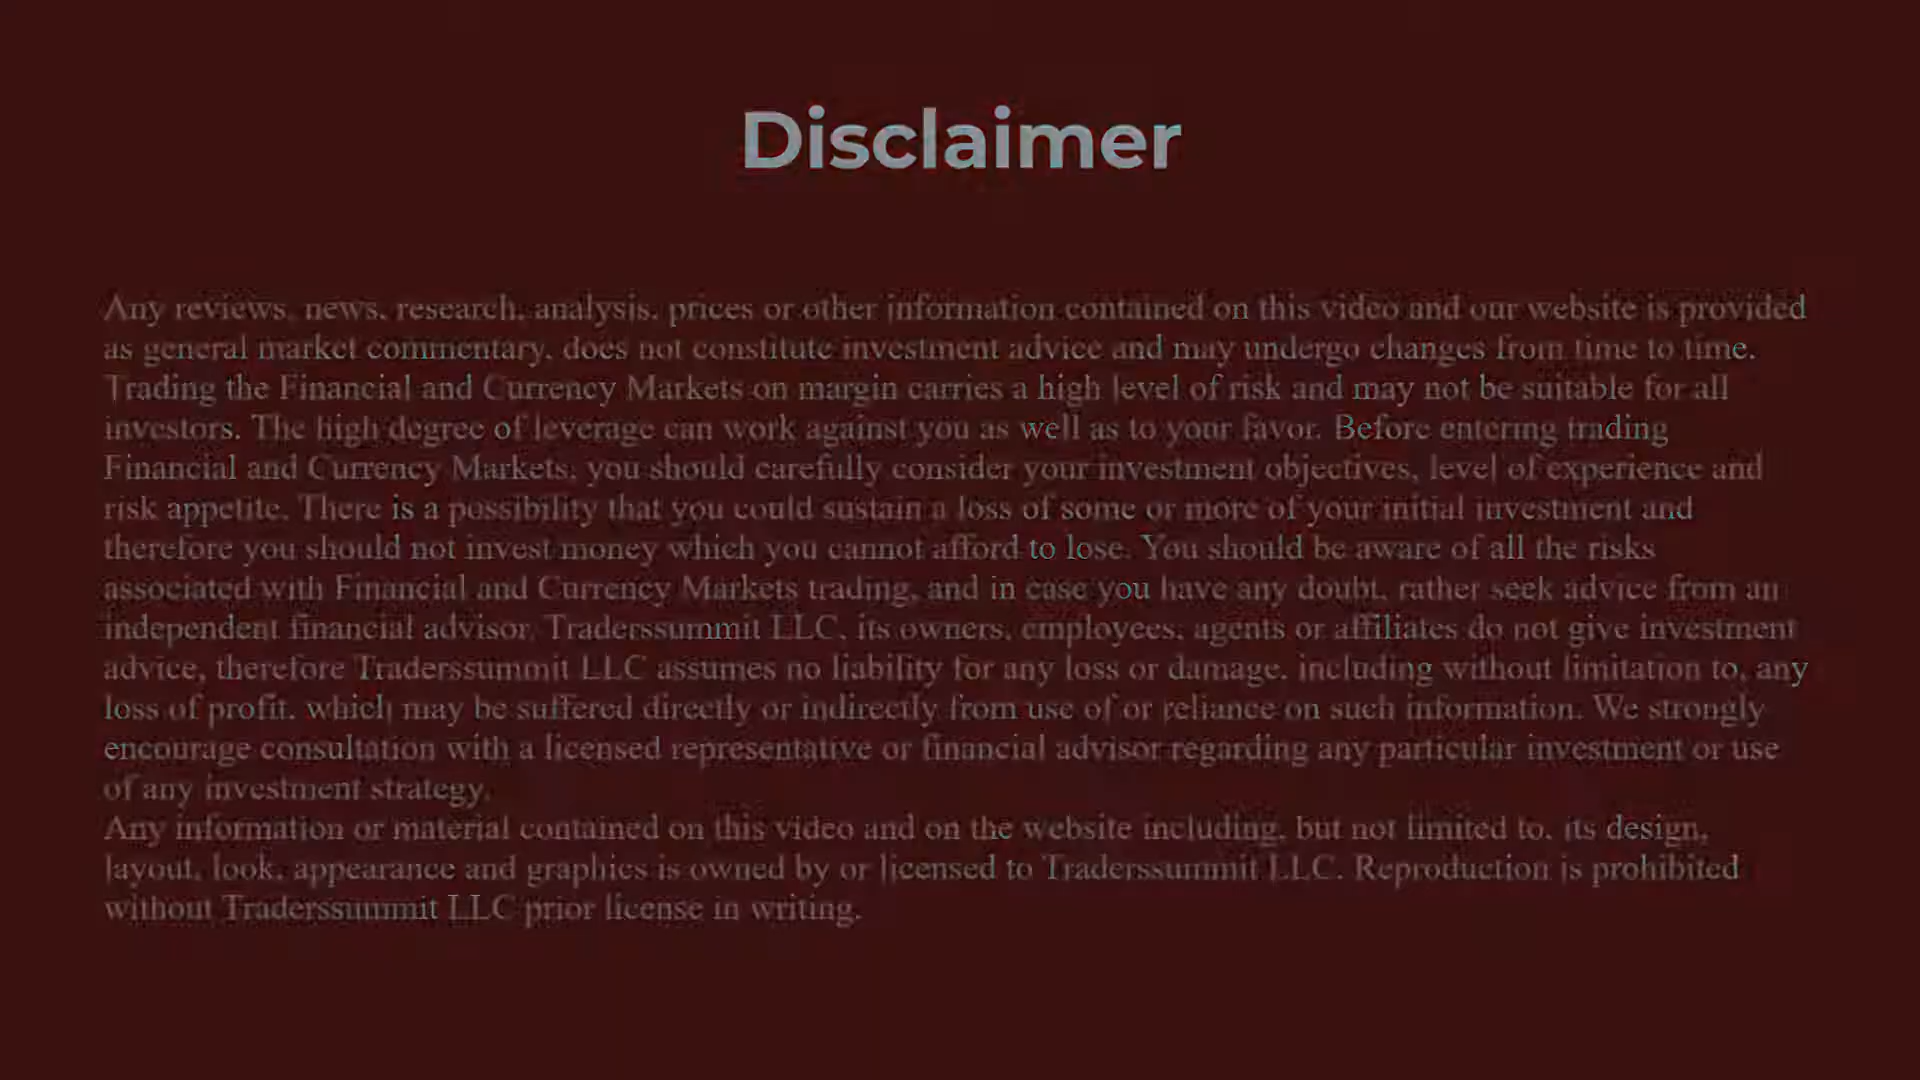 Disclaimer
Any reviews, news, research, analysis, prices or other information contained on this video and our website is provided
as general market commentary, does not constitute investment advice and may undergo changes from time to time.
Trading the Financial and Currency Markets on margin carries a high level of risk and may not be suitable for all
investors. The high degree of leverage can work against you as well as to your favor. Before entering trading
Financial and Currency Markets, you should carefully consider your investment objectives, level of experience and
risk appetite. There is a possibility that you could sustain a loss of some or more of your initial investment and
therefore you should not invest money which you cannot afford to lose. You should be aware of all the risks
associated with Financial and Currency Markets trading, and in case you have any doubt, rather seek advice from an
independent financial advisor. Traderssummit LLC, its owners, employees, agents or affiliates do not give investment
advice, therefore Traderssummit LLC assumes no liability for any loss or damage, including without limitation to, any
loss of profit, which may be suffered directly or indirectly from use of or reliance on such information. We strongly
encourage consultation with a licensed representative or financial advisor regarding any particular investment or use
of any investment strategy.
Any information or material contained on this video and on the website including, but not limited to, its design,
layout, look, appearance and graphics is owned by or licensed to Traderssummit LLC. Reproduction is prohibited
without Traderssummit LLC prior license in writing.